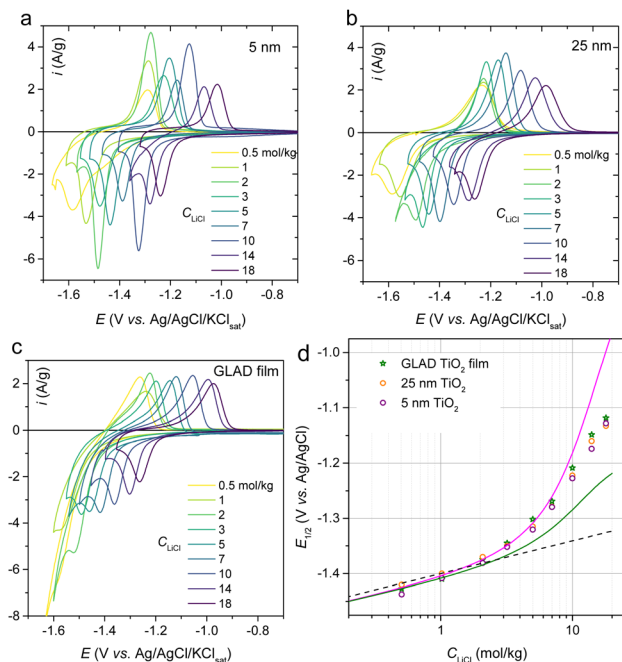 a
5 nm
i (A/g)
4
2
0
-2
-4
-6
0.5 mol/kg
1
2
3
5
7
10
14
18
C_LiCl
-1.6
-1.4
-1.2
-1.0
-0.8
E (V vs. Ag/AgCl/KCl_sat)
b
25 nm
i (A/g)
4
2
0
-2
-4
-6
0.5 mol/kg
1
2
3
5
7
10
14
18
C_LiCl
-1.6
-1.4
-1.2
-1.0
-0.8
E (V vs. Ag/AgCl/KCl_sat)
c
GLAD film
i (A/g)
4
2
0
-2
-4
-6
-8
0.5 mol/kg
1
2
3
5
7
10
14
18
C_LiCl
-1.6
-1.4
-1.2
-1.0
-0.8
E (V vs. Ag/AgCl/KCl_sat)
d
GLAD TiO₂ film
25 nm TiO₂
5 nm TiO₂
E_1/2 (V vs. Ag/AgCl)
-1.0
-1.1
-1.2
-1.3
-1.4
1
10
C_LiCl (mol/kg)